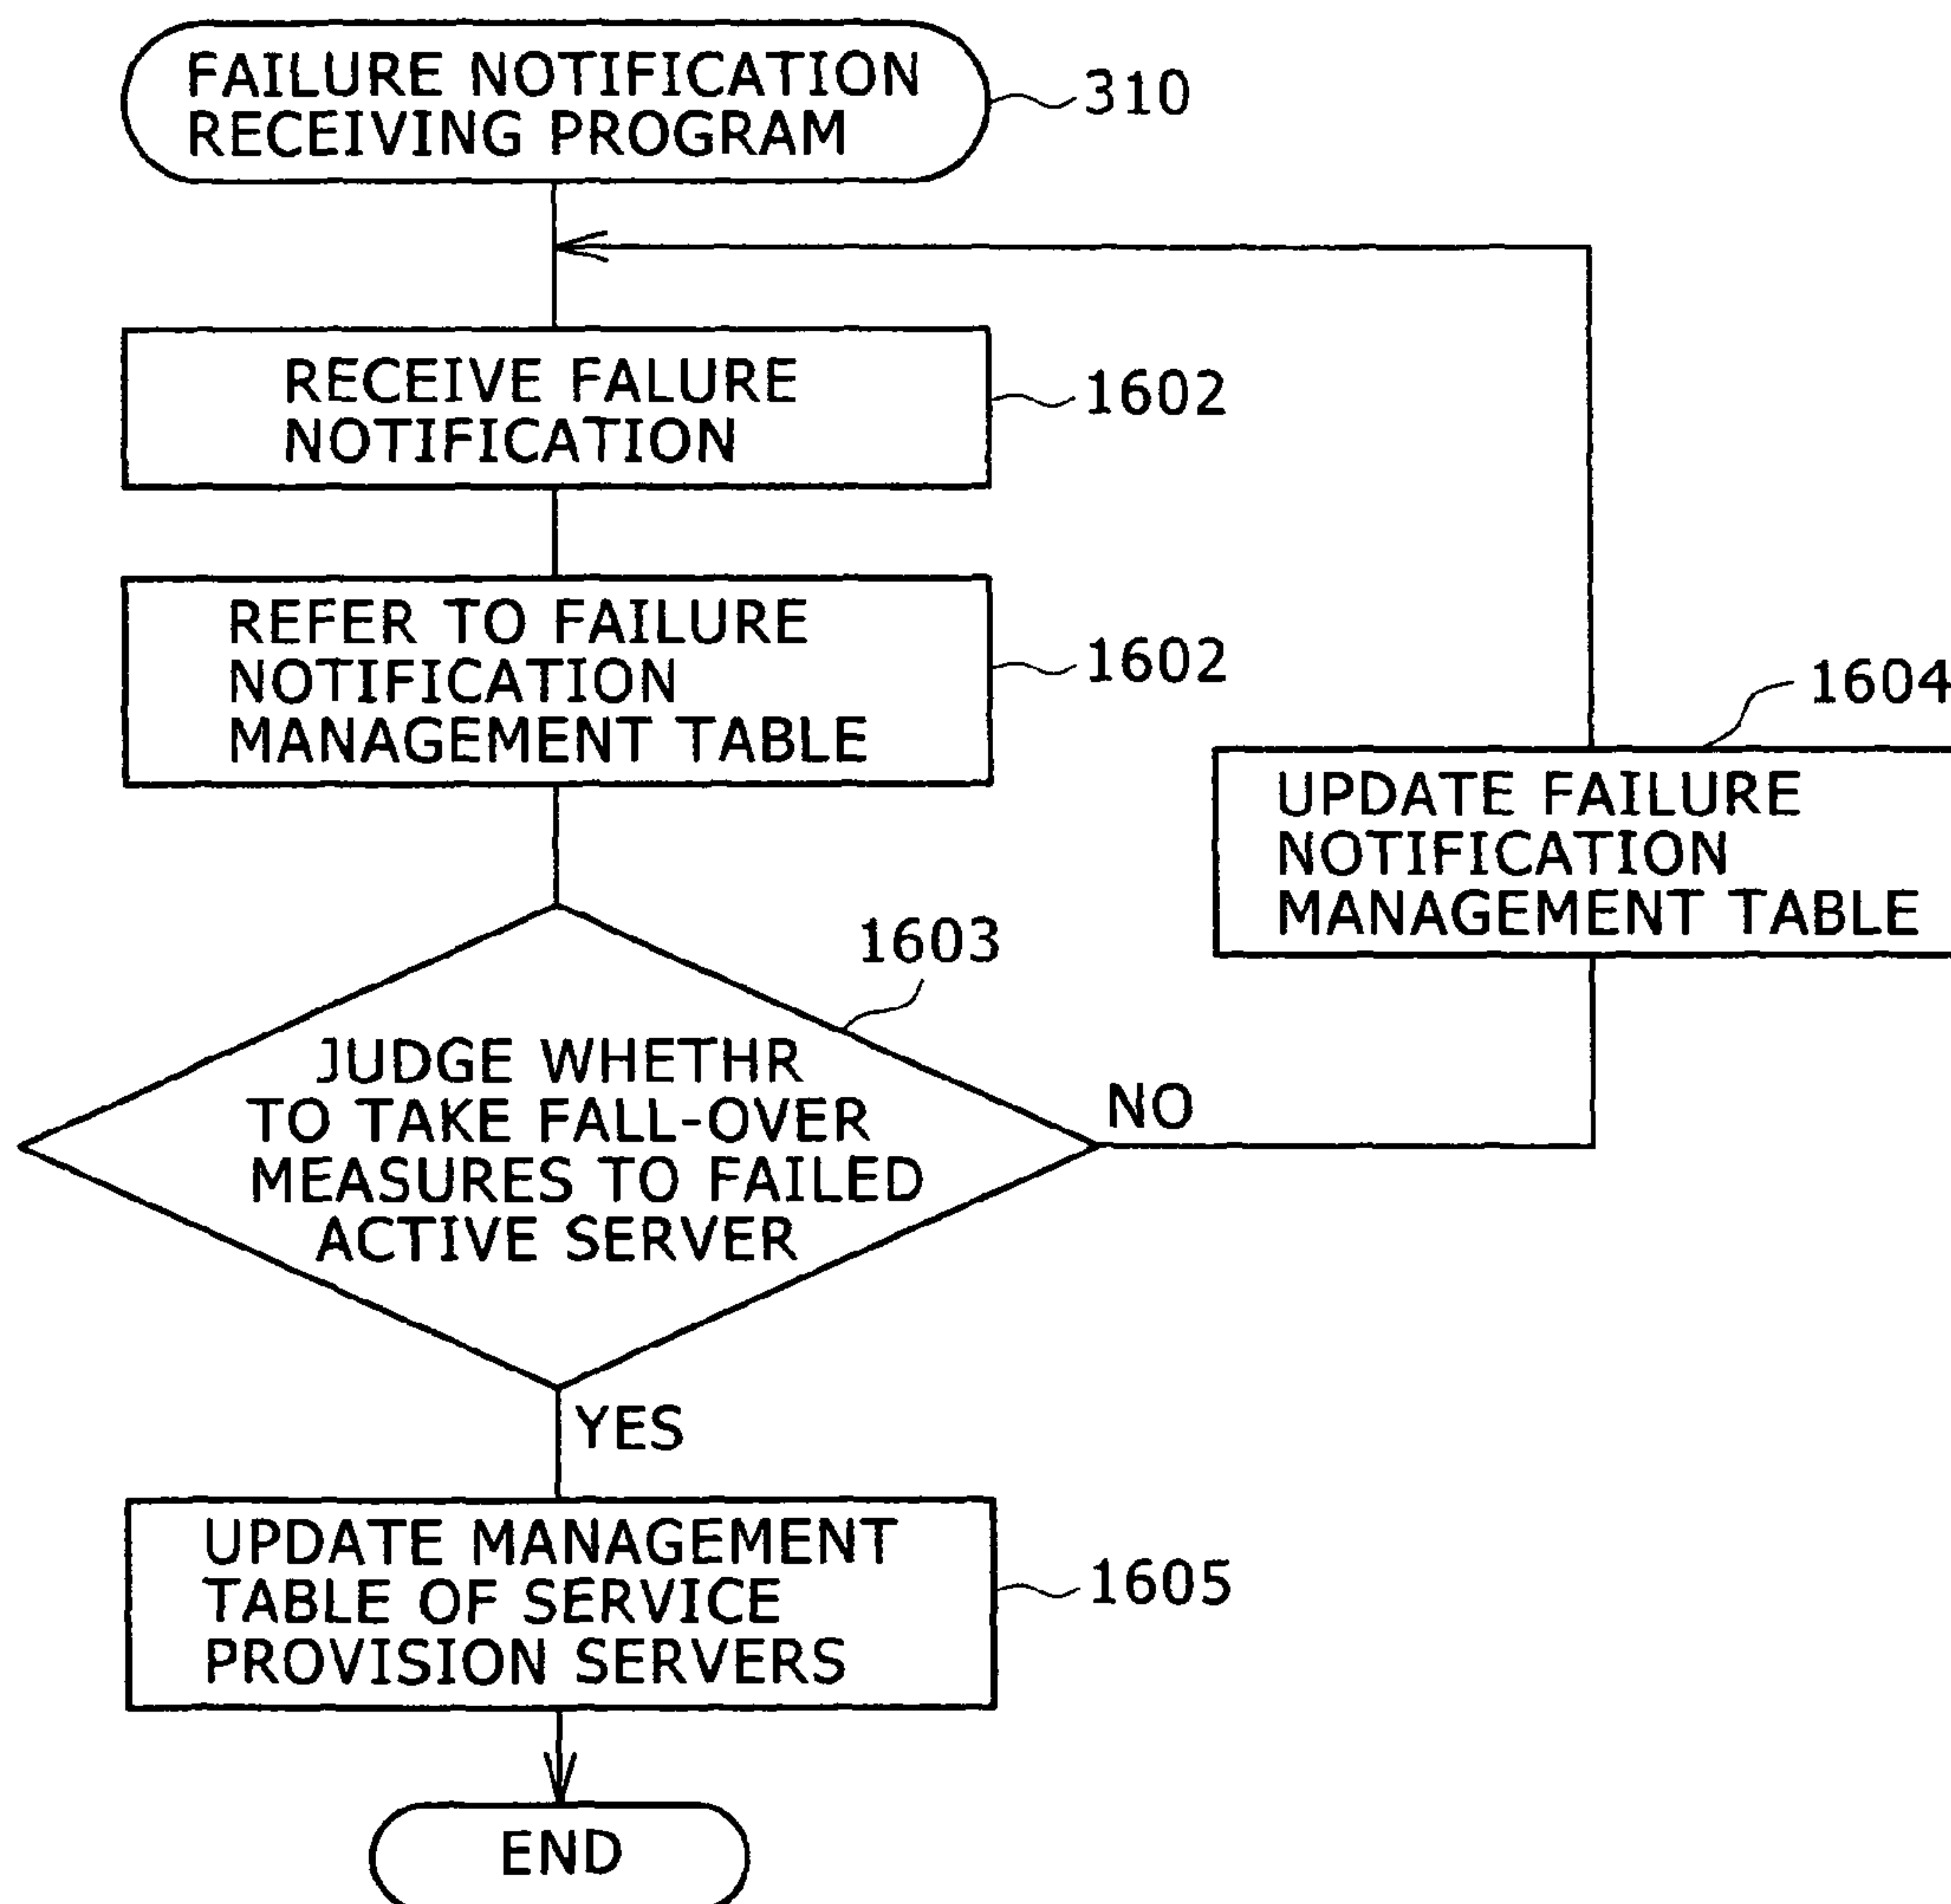 FAILURE NOTIFICATION
RECEIVING PROGRAM
310
RECEIVE FALURE
NOTIFICATION
1602
REFER TO FAILURE
NOTIFICATION
MANAGEMENT TABLE
1602
1604
UPDATE FAILURE
NOTIFICATION
MANAGEMENT TABLE
1603
JUDGE WHETHR
TO TAKE FALL-OVER
MEASURES TO FAILED
ACTIVE SERVER
NO
YES
UPDATE MANAGEMENT
TABLE OF SERVICE
PROVISION SERVERS
1605
END